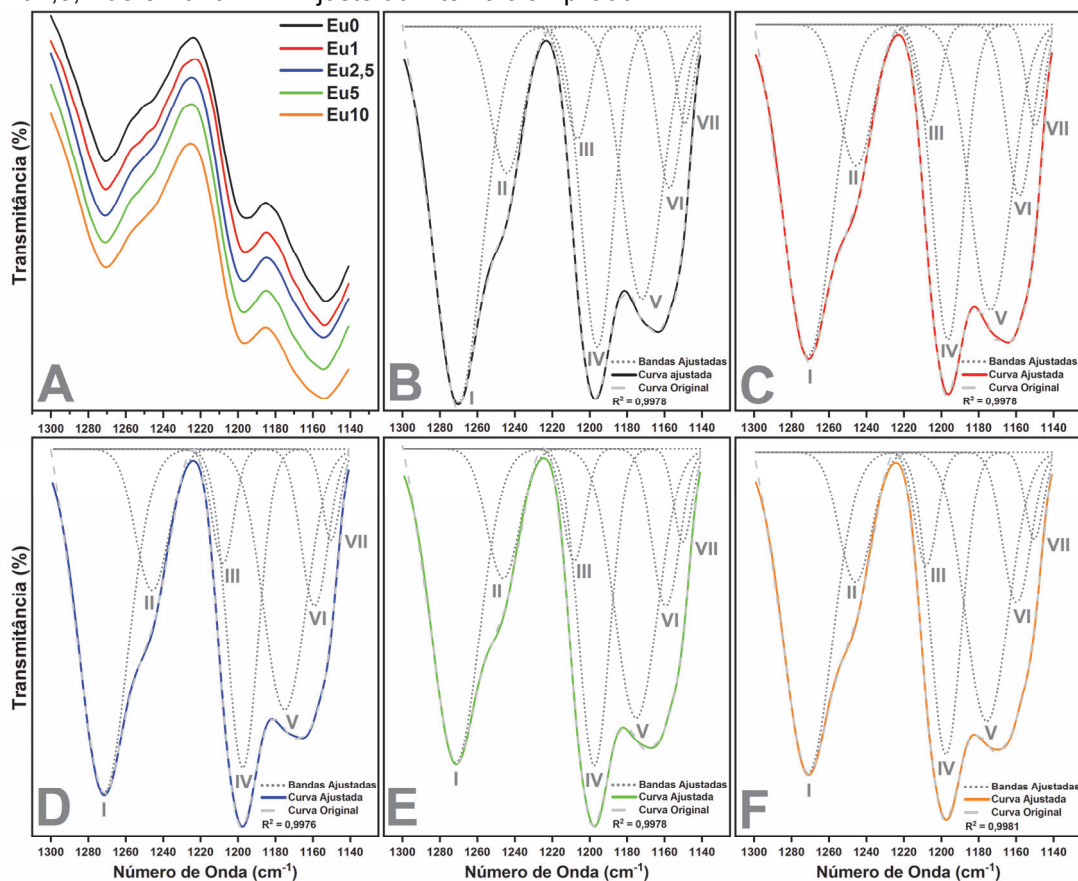 Eu0
Eu1
Eu2,5
Eu5
Eu10
A
Transmitância (%)
1300 1280 1260 1240 1220 1200 1180 1160 1140
I
II
III
IV
V
VI
VII
B
Bandas Ajustadas
Curva ajustada
Curva Original
R² = 0,9978
1300 1280 1260 1240 1220 1200 1180 1160 1140
I
II
III
IV
V
VI
VII
C
Bandas Ajustadas
Curva Ajustada
Curva Original
R² = 0,9978
1300 1280 1260 1240 1220 1200 1180 1160 1140
Transmitância (%)
I
II
III
IV
V
VI
VII
D
Bandas Ajustadas
Curva Ajustada
Curva Original
R² = 0,9976
1300 1280 1260 1240 1220 1200 1180 1160 1140
Número de Onda (cm⁻¹)
I
II
III
IV
V
VI
VII
E
Bandas Ajustadas
Curva Ajustada
Curva Original
R² = 0,9978
1300 1280 1260 1240 1220 1200 1180 1160 1140
Número de Onda (cm⁻¹)
I
II
III
IV
V
VI
VII
F
Bandas Ajustadas
Curva Ajustada
Curva Original
R² = 0,9981
1300 1280 1260 1240 1220 1200 1180 1160 1140
Número de Onda (cm⁻¹)